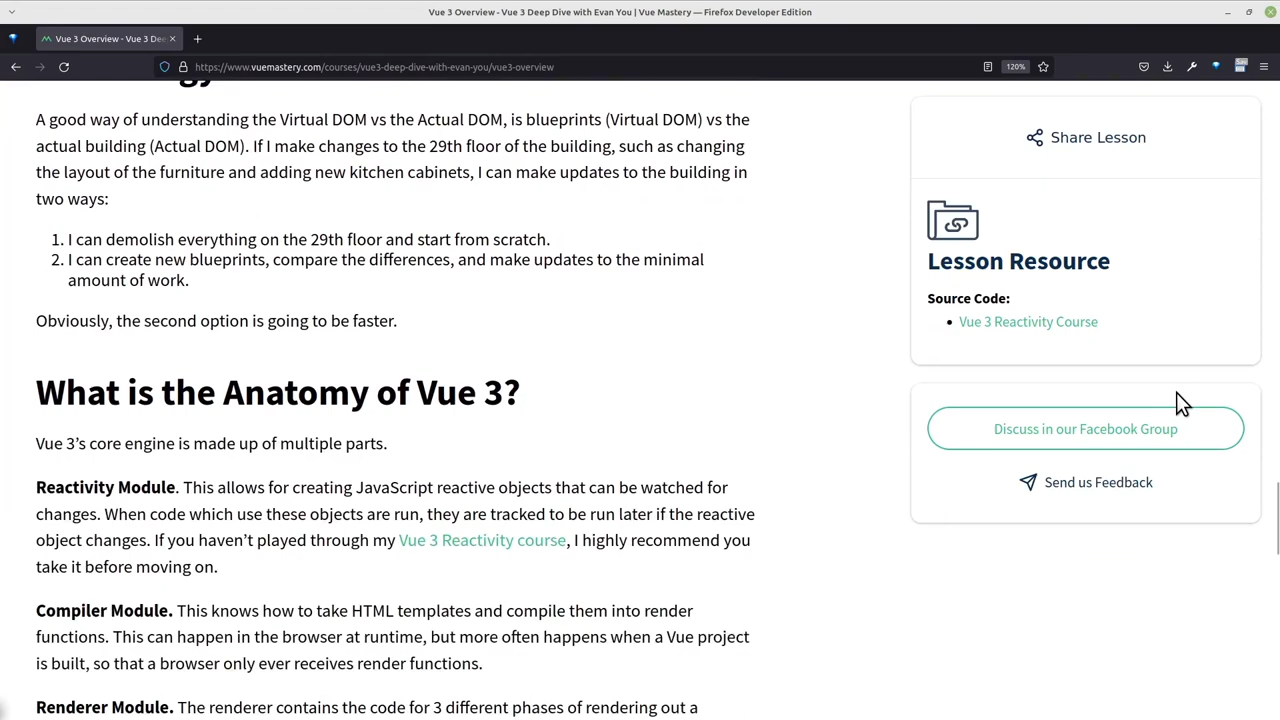 Vue 3 Overview - Vue 3 Deep Dive with Evan You | Vue Mastery — Firefox Developer Edition
Vue 3 Overview - Vue 3 Dee
https://www.vuemastery.com/courses/vue3-deep-dive-with-evan-you/vue3-overview
120%
A good way of understanding the Virtual DOM vs the Actual DOM, is blueprints (Virtual DOM) vs the
actual building (Actual DOM). If I make changes to the 29th floor of the building, such as changing
the layout of the furniture and adding new kitchen cabinets, I can make updates to the building in
two ways:
1. I can demolish everything on the 29th floor and start from scratch.
2. I can create new blueprints, compare the differences, and make updates to the minimal
amount of work.
Obviously, the second option is going to be faster.
What is the Anatomy of Vue 3?
Vue 3’s core engine is made up of multiple parts.
Reactivity Module. This allows for creating JavaScript reactive objects that can be watched for
changes. When code which use these objects are run, they are tracked to be run later if the reactive
object changes. If you haven’t played through my Vue 3 Reactivity course, I highly recommend you
take it before moving on.
Compiler Module. This knows how to take HTML templates and compile them into render
functions. This can happen in the browser at runtime, but more often happens when a Vue project
is built, so that a browser only ever receives render functions.
Renderer Module. The renderer contains the code for 3 different phases of rendering out a
Share Lesson
Lesson Resource
Source Code:
Vue 3 Reactivity Course
Discuss in our Facebook Group
Send us Feedback